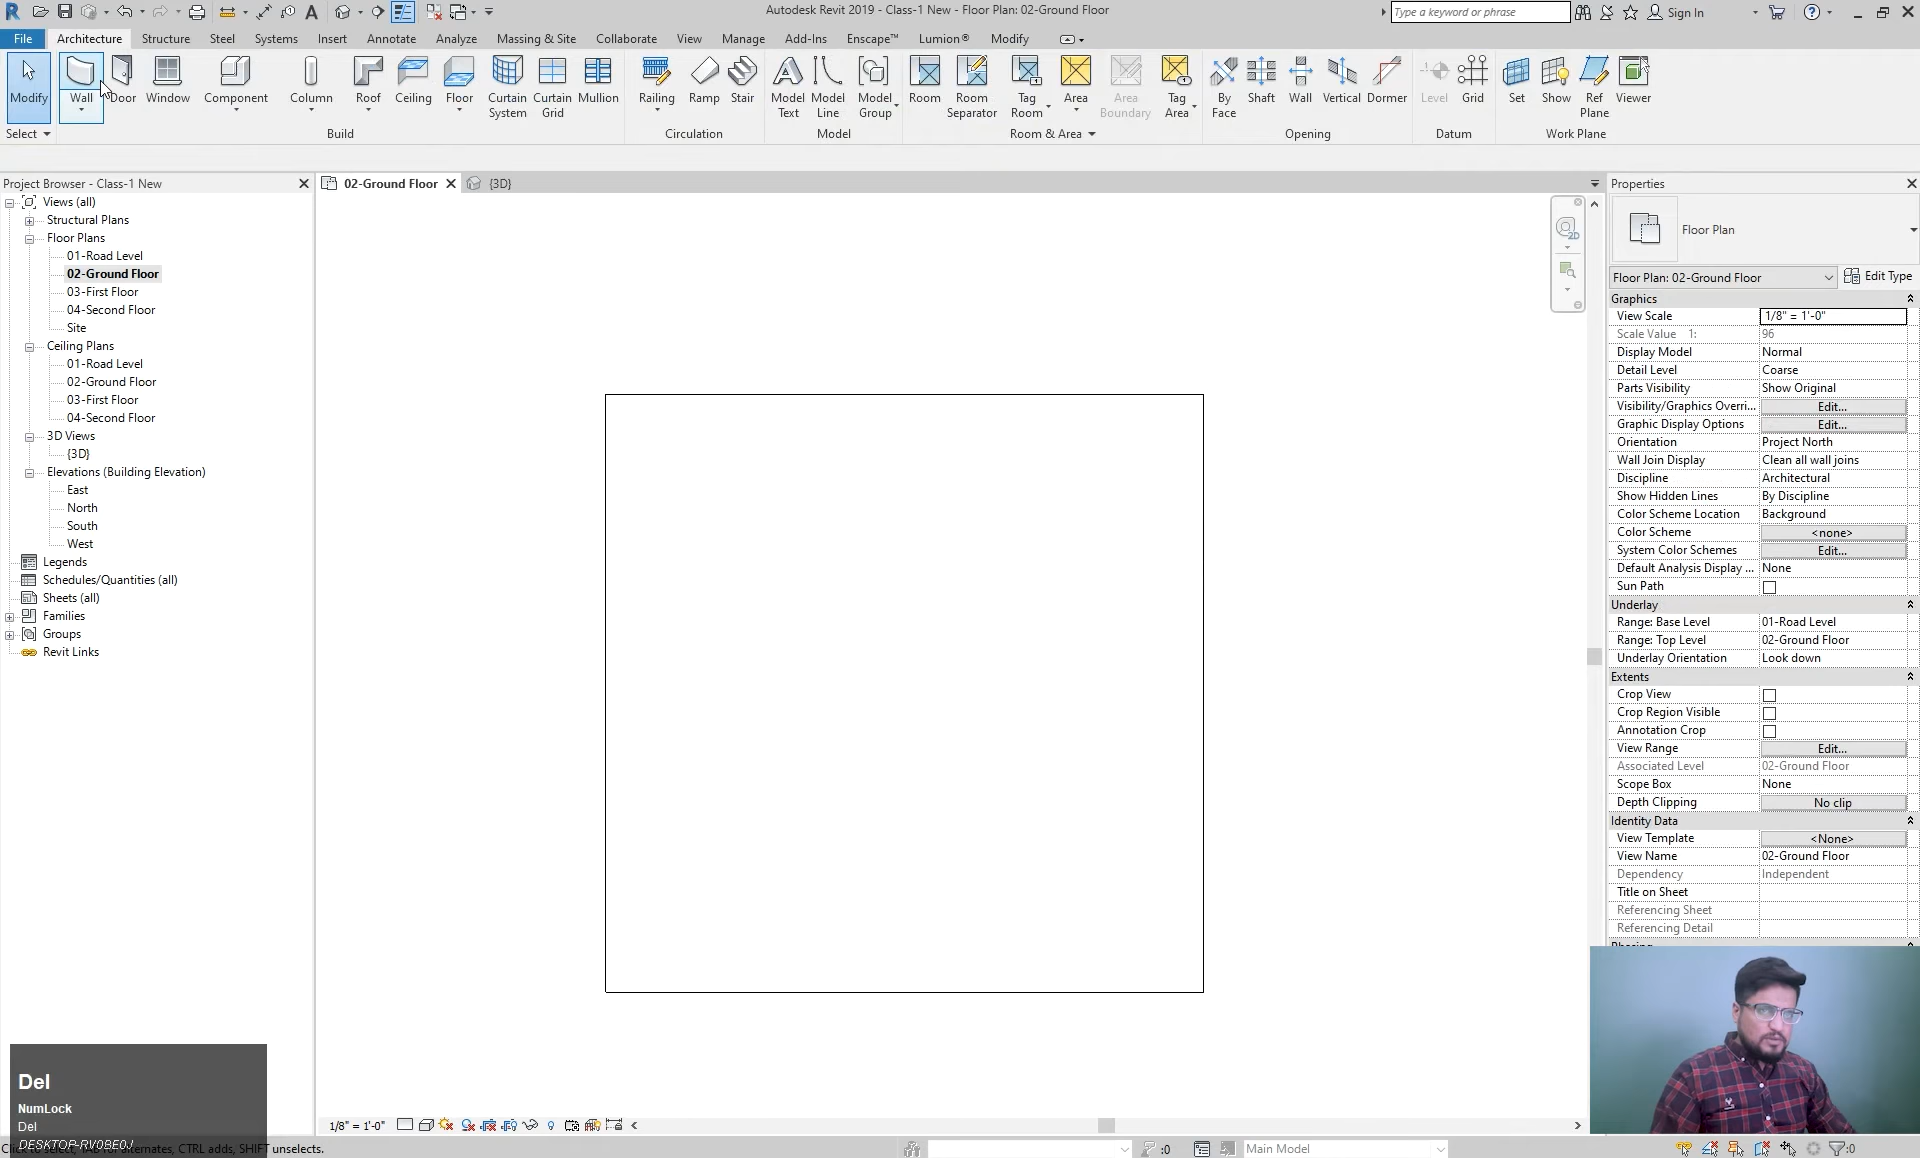 Autodesk Revit 2019 - Class-1 New - Floor Plan: 02-Ground Floor
Type a keyword or phrase
Sign In
File Architecture Structure Steel Systems Insert Annotate Analyze Massing & Site Collaborate View Manage Add-Ins Enscape™ Lumion® Modify
Modify Wall Door Window Component Column Roof Ceiling Floor Curtain System Curtain Grid Mullion Railing Ramp Stair Model Text Model Line Model Group Room Room Separator Tag Room Area Area Boundary Tag Area By Face Shaft Wall Vertical Dormer Level Grid Set Show Ref Plane Viewer
Select Build Circulation Model Room & Area Opening Datum Work Plane
Project Browser - Class-1 New
Views (all)
Structural Plans
Floor Plans
01-Road Level
02-Ground Floor
03-First Floor
04-Second Floor
Site
Ceiling Plans
01-Road Level
02-Ground Floor
03-First Floor
04-Second Floor
3D Views
{3D}
Elevations (Building Elevation)
East
North
South
West
Legends
Schedules/Quantities (all)
Sheets (all)
Families
Groups
Revit Links
02-Ground Floor {3D}
2D
Properties
Floor Plan
Floor Plan: 02-Ground Floor Edit Type
Graphics
View Scale 1/8" = 1'-0"
Scale Value 1: 96
Display Model Normal
Detail Level Coarse
Parts Visibility Show Original
Visibility/Graphics Overri... Edit...
Graphic Display Options Edit...
Orientation Project North
Wall Join Display Clean all wall joins
Discipline Architectural
Show Hidden Lines By Discipline
Color Scheme Location Background
Color Scheme <none>
System Color Schemes Edit...
Default Analysis Display ... None
Sun Path
Underlay
Range: Base Level 01-Road Level
Range: Top Level 02-Ground Floor
Underlay Orientation Look down
Extents
Crop View
Crop Region Visible
Annotation Crop
View Range Edit...
Associated Level 02-Ground Floor
Scope Box None
Depth Clipping No clip
Identity Data
View Template <None>
View Name 02-Ground Floor
Dependency Independent
Title on Sheet
Referencing Sheet
Referencing Detail
Del
NumLock
Del
DESKTOP-RV0BE0J
1/8" = 1'-0"
Click to select, TAB for alternates, CTRL adds, SHIFT unselects.
:0
Main Model
:0